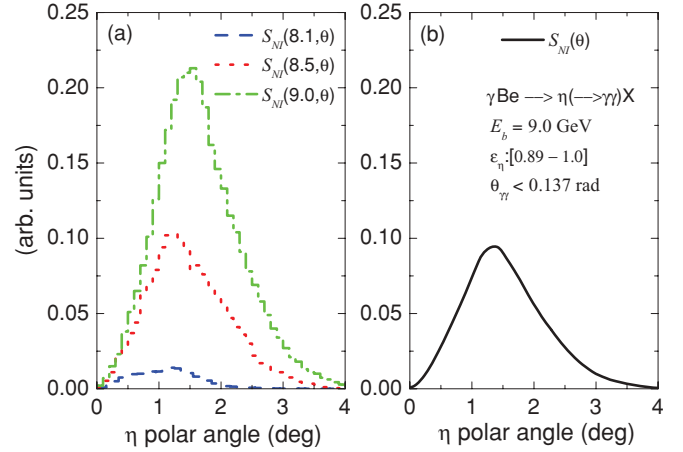 (a)
S_NI(8.1,θ)
S_NI(8.5,θ)
S_NI(9.0,θ)
0.25
0.20
0.15
0.10
0.05
0.00
(arb. units)
0 1 2 3 4
η polar angle (deg)
(b)
S_NI(θ)
γBe —> η(—>γγ)X
E_b = 9.0 GeV
ε_η:[0.89 – 1.0]
θ_γγ < 0.137 rad
0.25
0.20
0.15
0.10
0.05
0.00
0 1 2 3 4
η polar angle (deg)